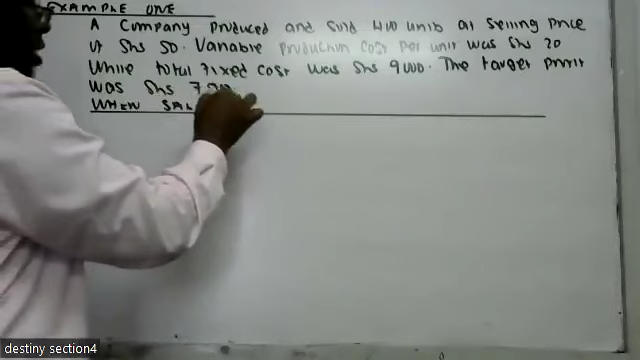 EXAMPLE ONE
A Company Produced and Sold 400 units at Selling Price
of Shs 50. Variable Production Cost Per unit was Shs 20
While total Fixed Cost was Shs 9000. The target Profit
was Shs
WHEN
destiny section4